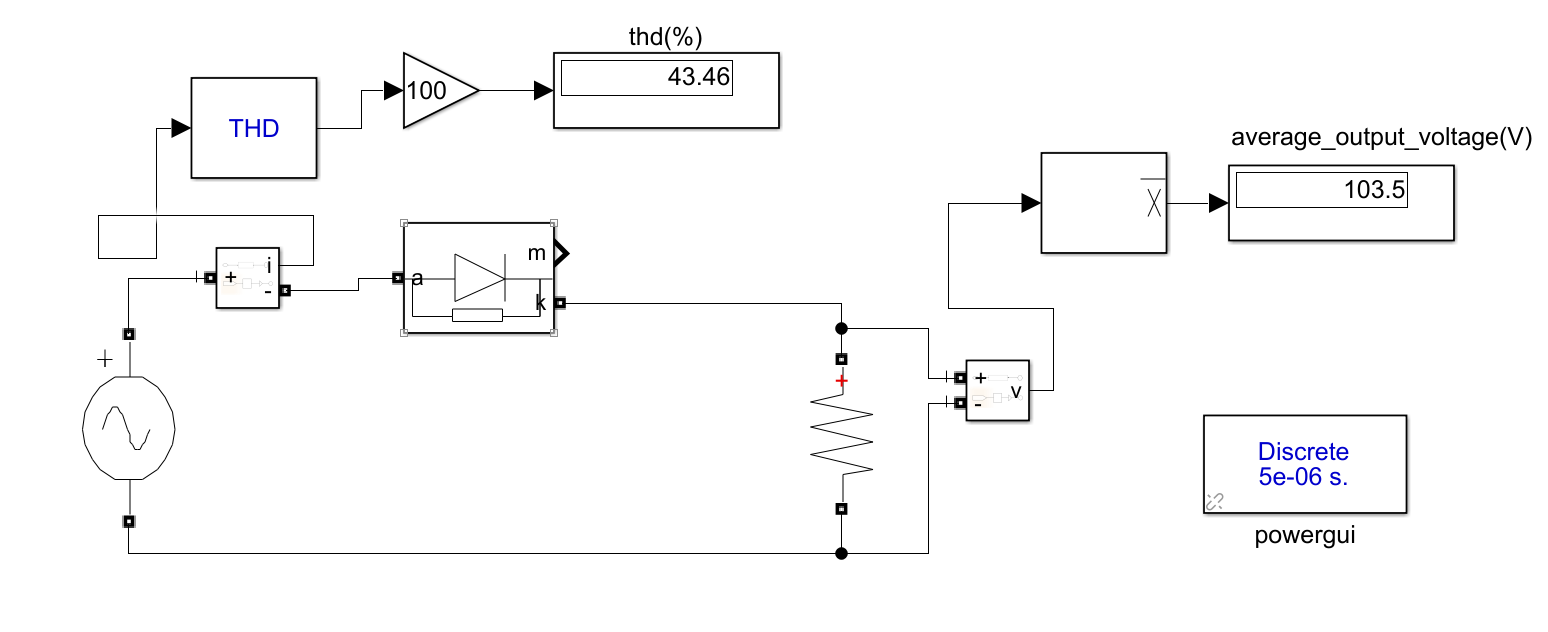 thd(%)
43.46
100
THD
average_output_voltage(V)
103.5
X
m
i
+
-
a
k
+
+
+
-
v
Discrete
5e-06 s.
powergui